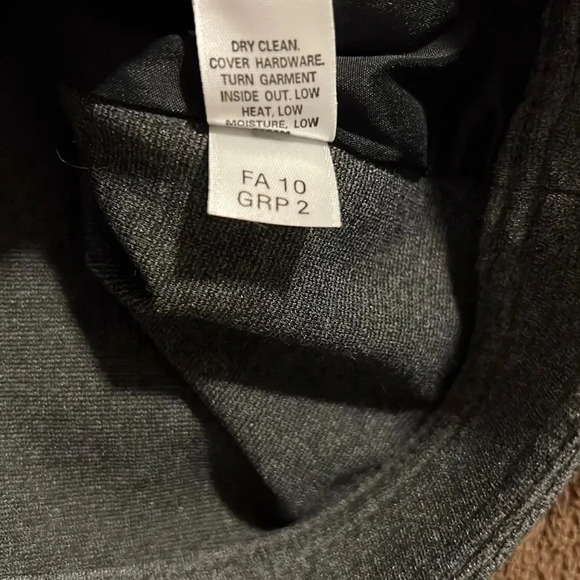 DRY CLEAN.
COVER HARDWARE.
TURN GARMENT
INSIDE OUT. LOW
HEAT, LOW
MOISTURE, LOW
FA 10
GRP 2